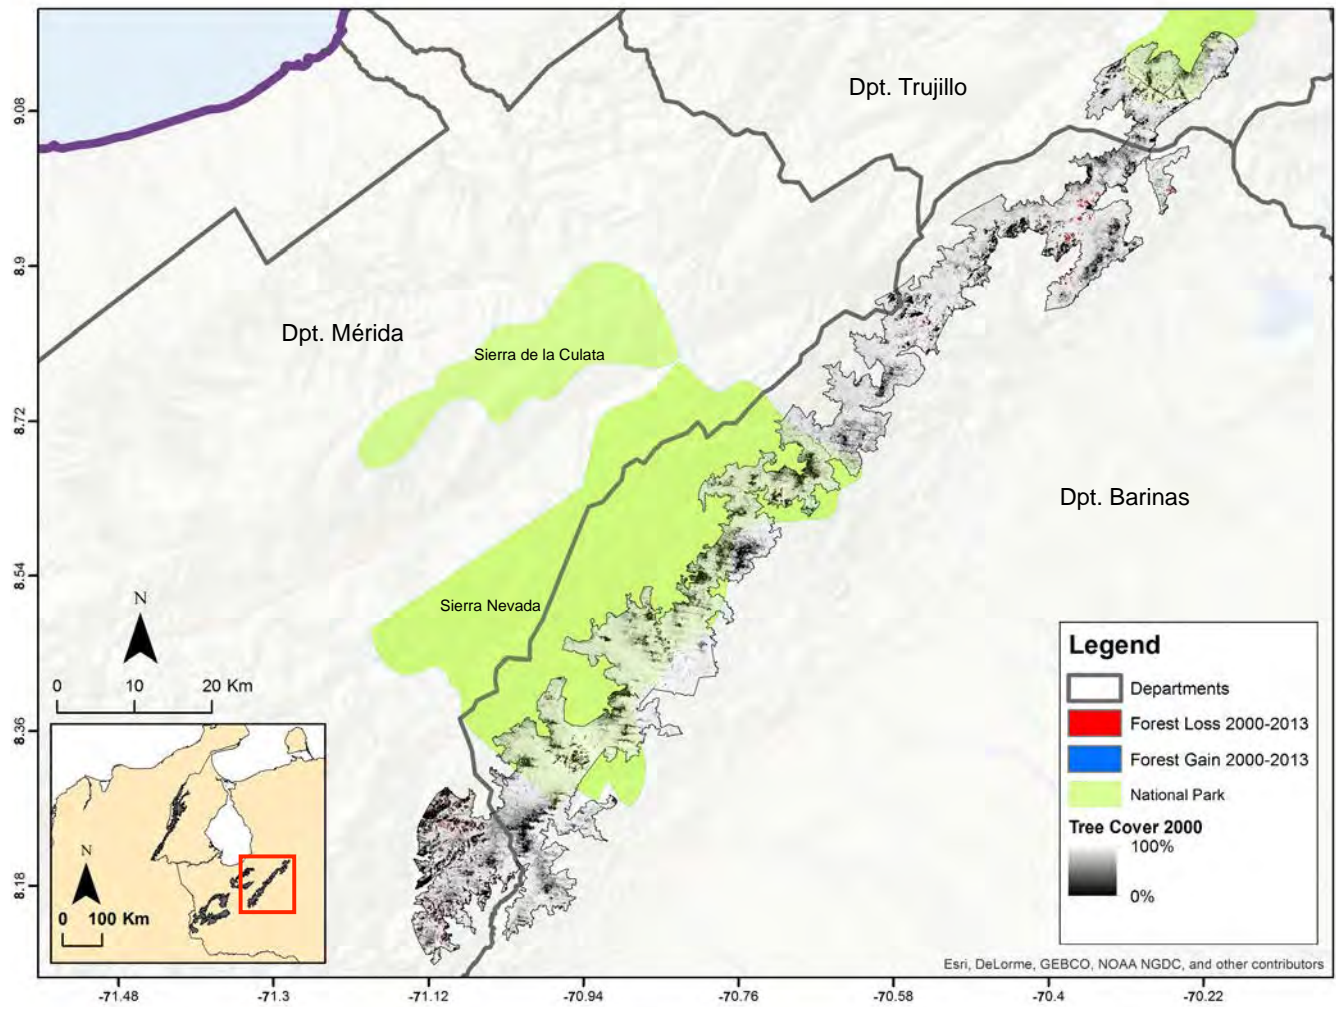 Dpt. Trujillo
9.08
8.9
Dpt. Mérida
Sierra de la Culata
8.72
Dpt. Barinas
8.54
N
Sierra Nevada
Legend
0 10 20 Km
Departments
Forest Loss 2000-2013
8.36
Forest Gain 2000-2013
National Park
Tree Cover 2000
100%
0%
N
8.18
0 100 Km
Esri, DeLorme, GEBCO, NOAA NGDC, and other contributors
-71.48 -71.3 -71.12 -70.94 -70.76 -70.58 -70.4 -70.22